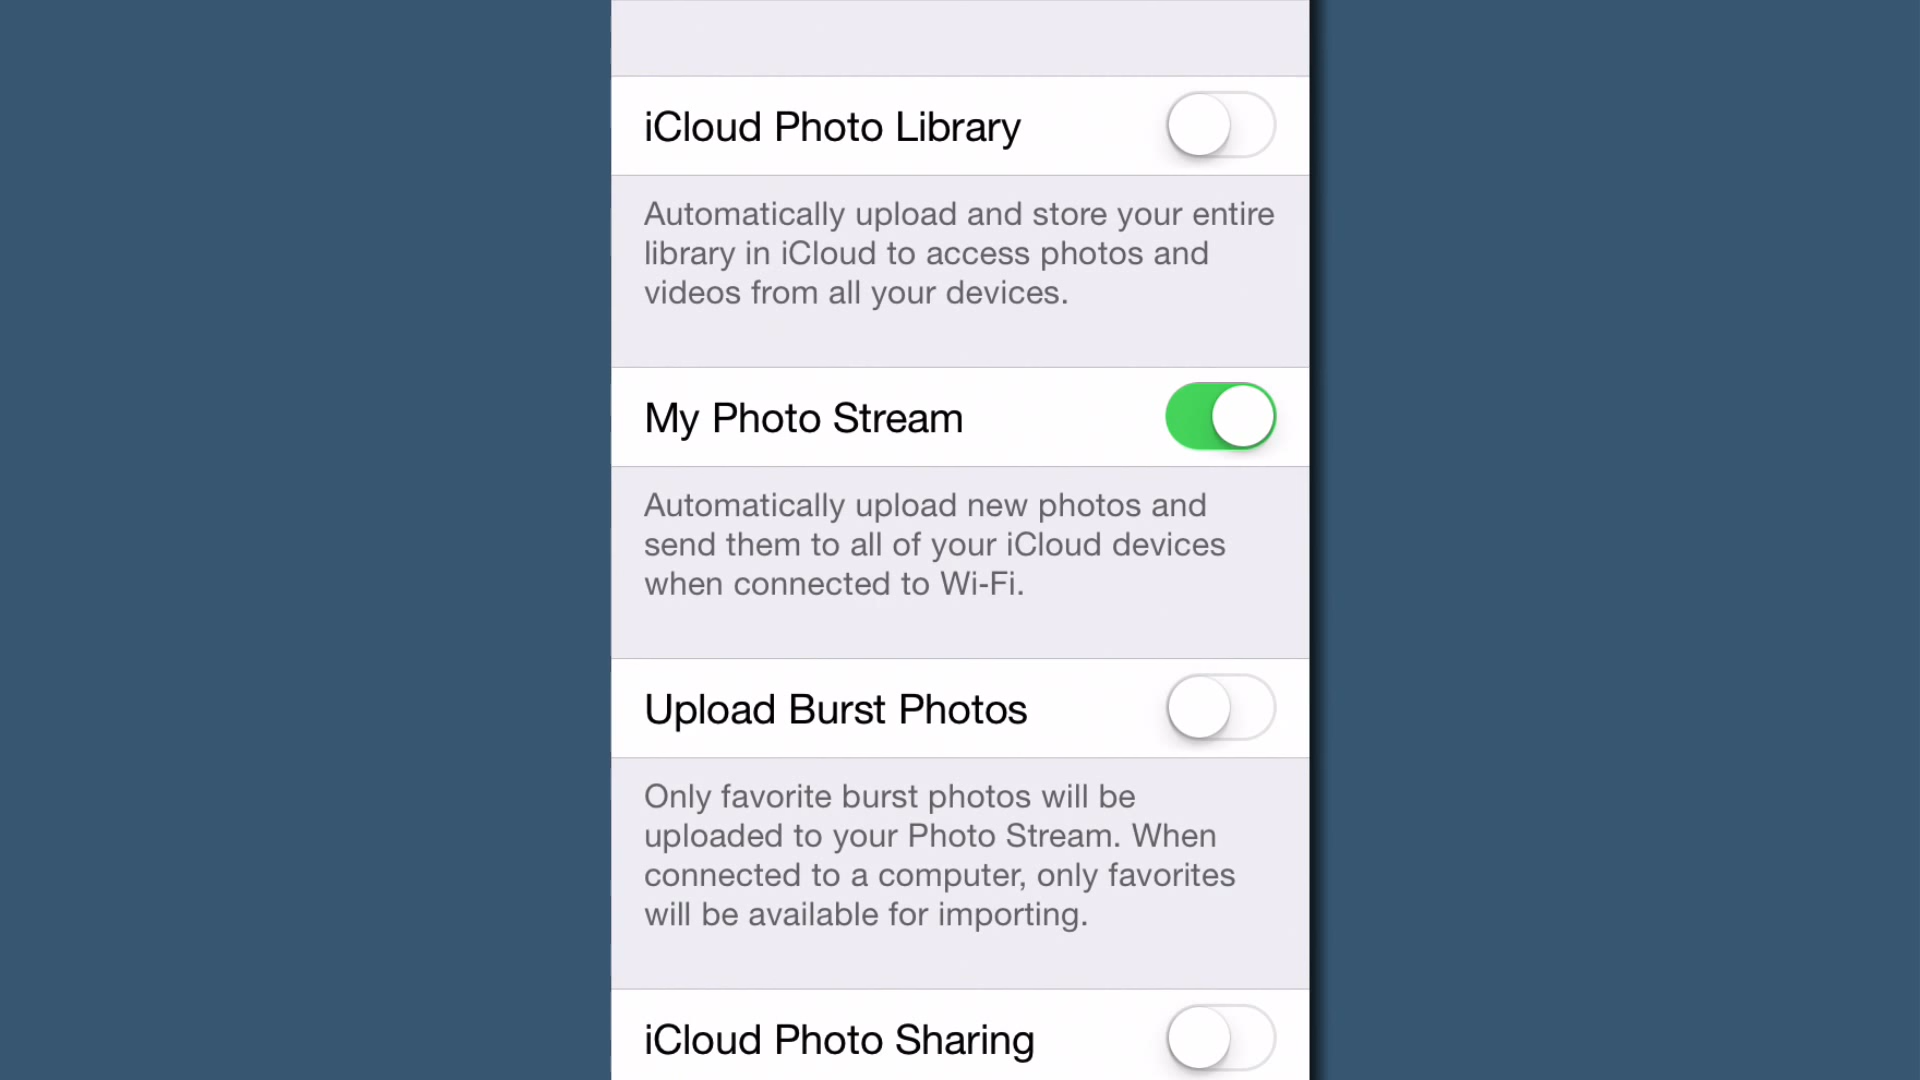 iCloud Photo Library
Automatically upload and store your entire
library in iCloud to access photos and
videos from all your devices.
My Photo Stream
Automatically upload new photos and
send them to all of your iCloud devices
when connected to Wi-Fi.
Upload Burst Photos
Only favorite burst photos will be
uploaded to your Photo Stream. When
connected to a computer, only favorites
will be available for importing.
iCloud Photo Sharing